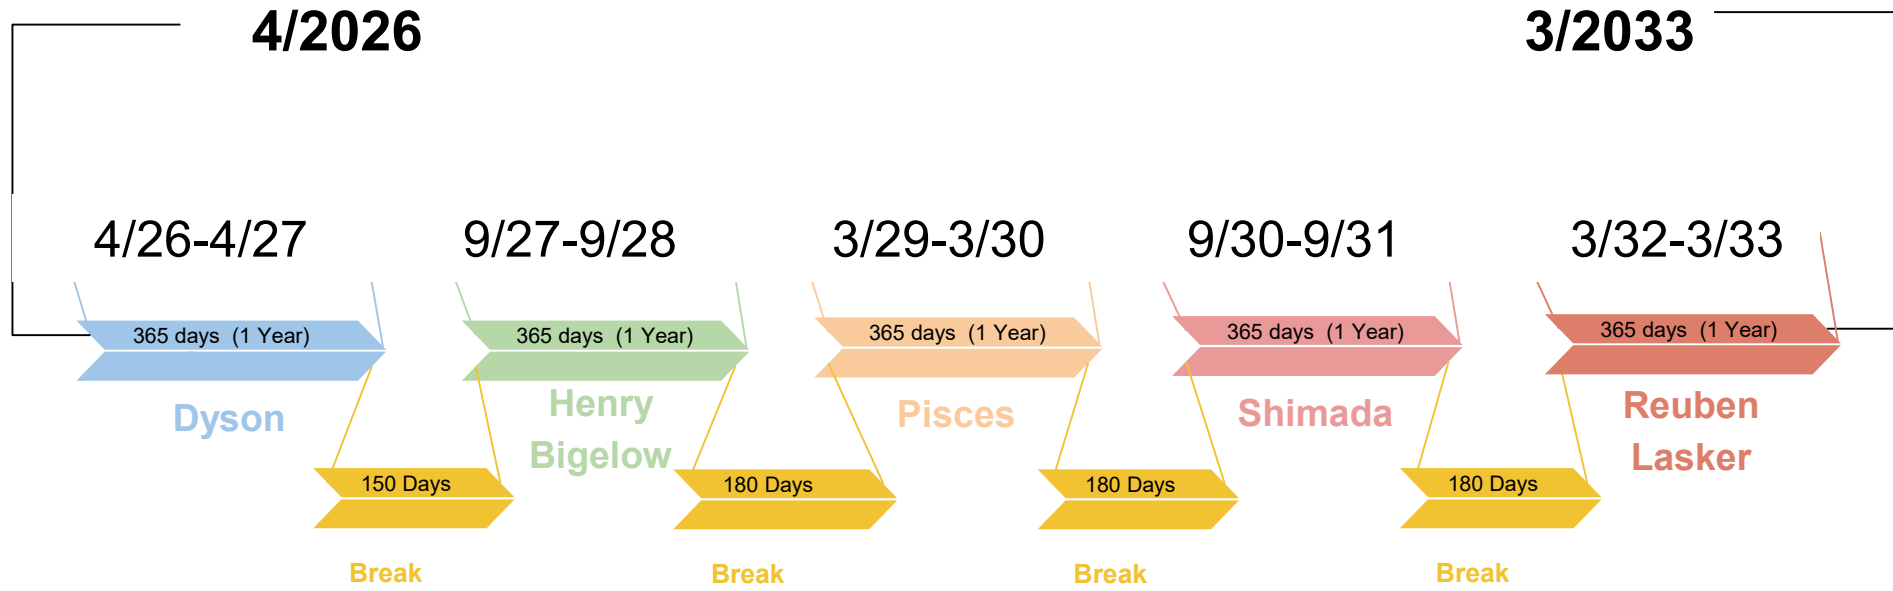 4/2026
3/2033
4/26-4/27
9/27-9/28
3/29-3/30
9/30-9/31
3/32-3/33
365 days (1 Year)
365 days (1 Year)
365 days (1 Year)
365 days (1 Year)
365 days (1 Year)
Dyson
Henry
Bigelow
Pisces
Shimada
Reuben
Lasker
150 Days
180 Days
180 Days
180 Days
Break
Break
Break
Break